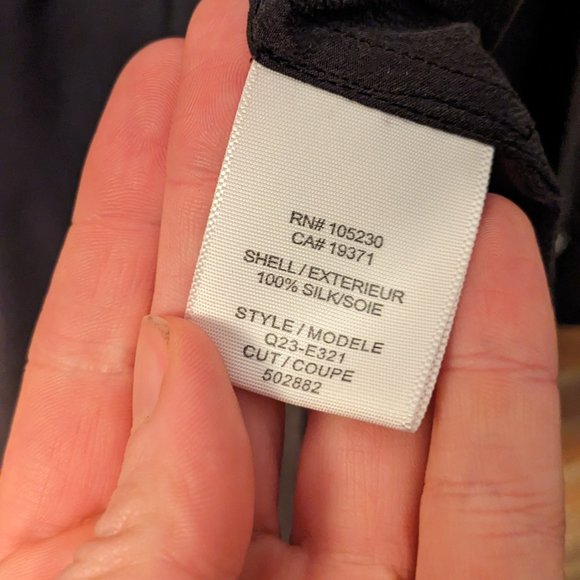 RN# 105230
CA# 19371
SHELL / EXTERIEUR
100% SILK/SOIE
STYLE / MODELE
Q23-E321
CUT / COUPE
502882